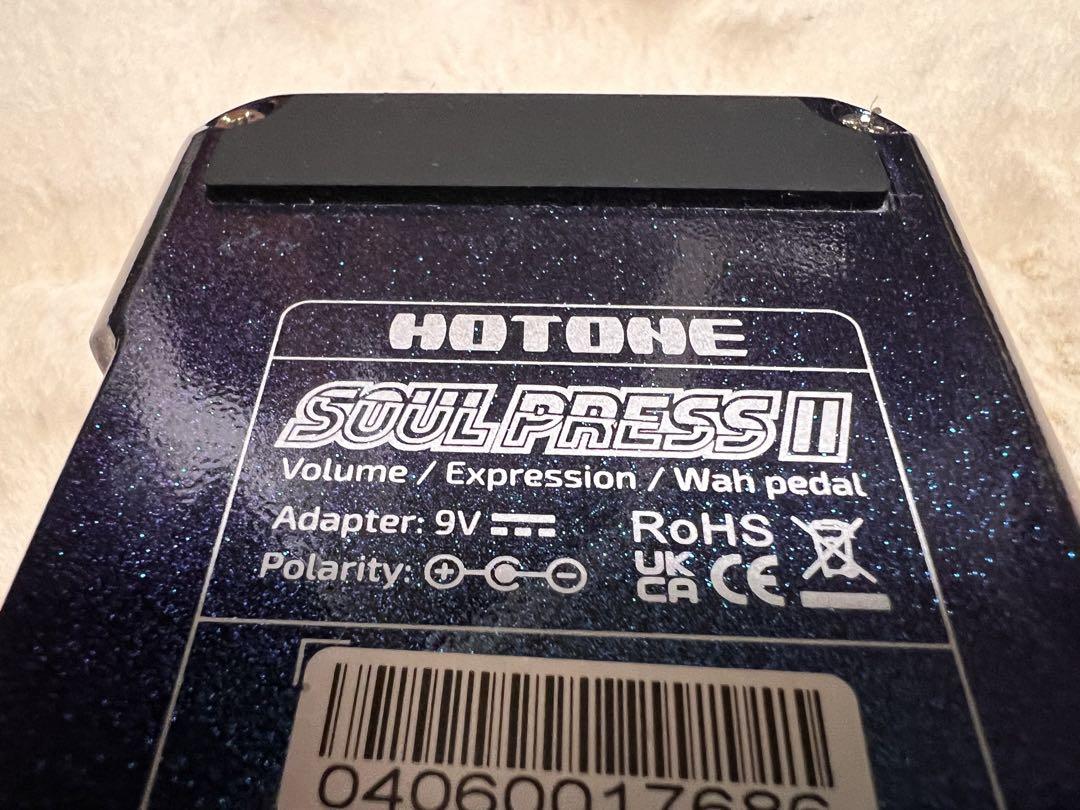 HOTONE
SOUL PRESS II
Volume / Expression / Wah pedal
Adapter: 9V
RoHS
Polarity:
UK
CA CE
04060017686